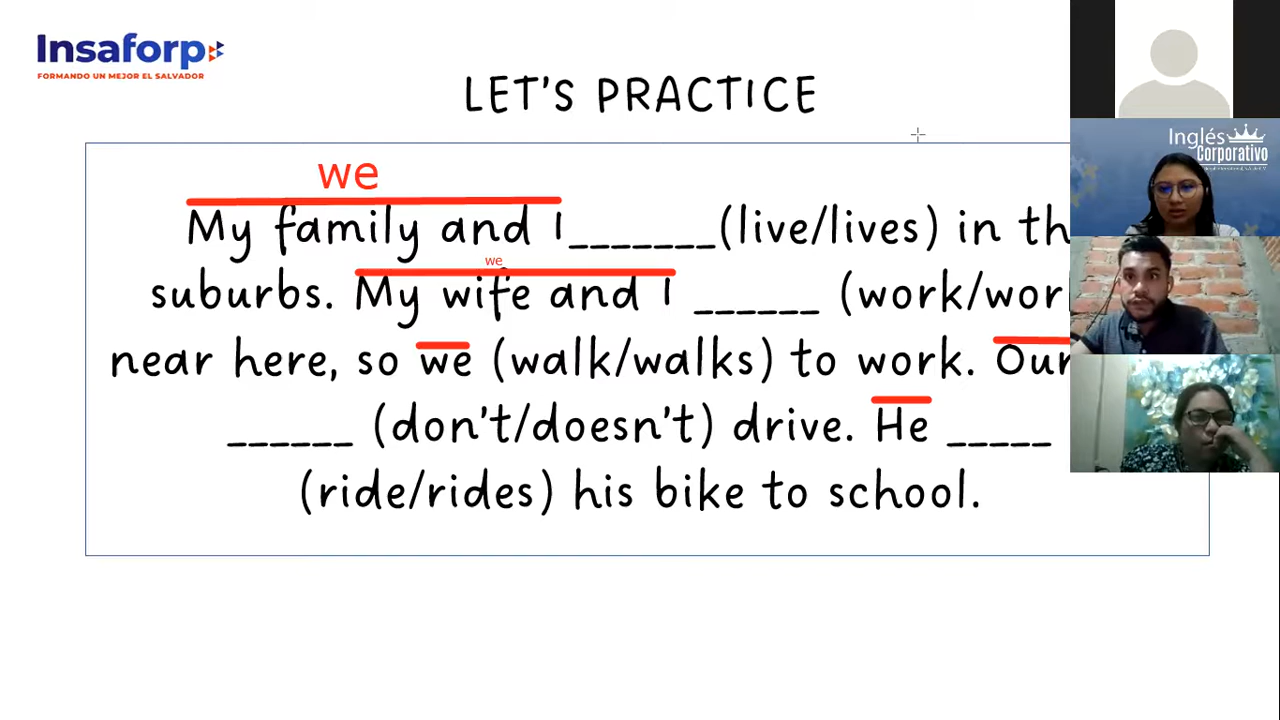 Insaforp
FORMANDO UN MEJOR EL SALVADOR
LET'S PRACTICE
Inglés
Corporativo
we
My family and I_______(live/lives) in
we
suburbs. My wife and I ______ (work/
near here, so we (walk/walks) to work. Our
______ (don't/doesn't) drive. He _____
(ride/rides) his bike to school.